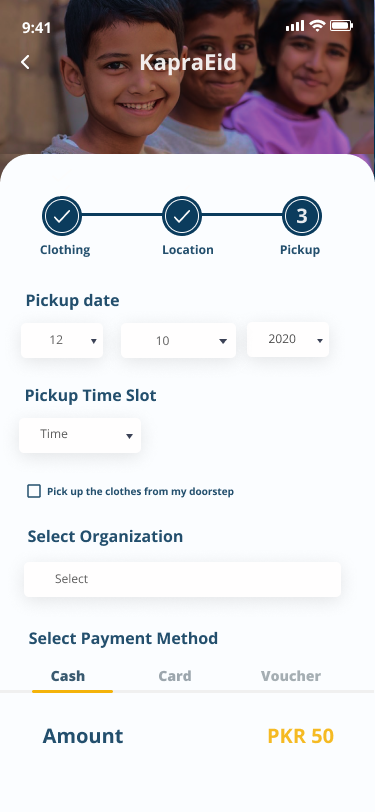 9:41
KapraEid
3
Clothing Location Pickup
Pickup date
12 10 2020
Pickup Time Slot
Time
Pick up the clothes from my doorstep
Select Organization
Select
Select Payment Method
Cash Card Voucher
Amount PKR 50